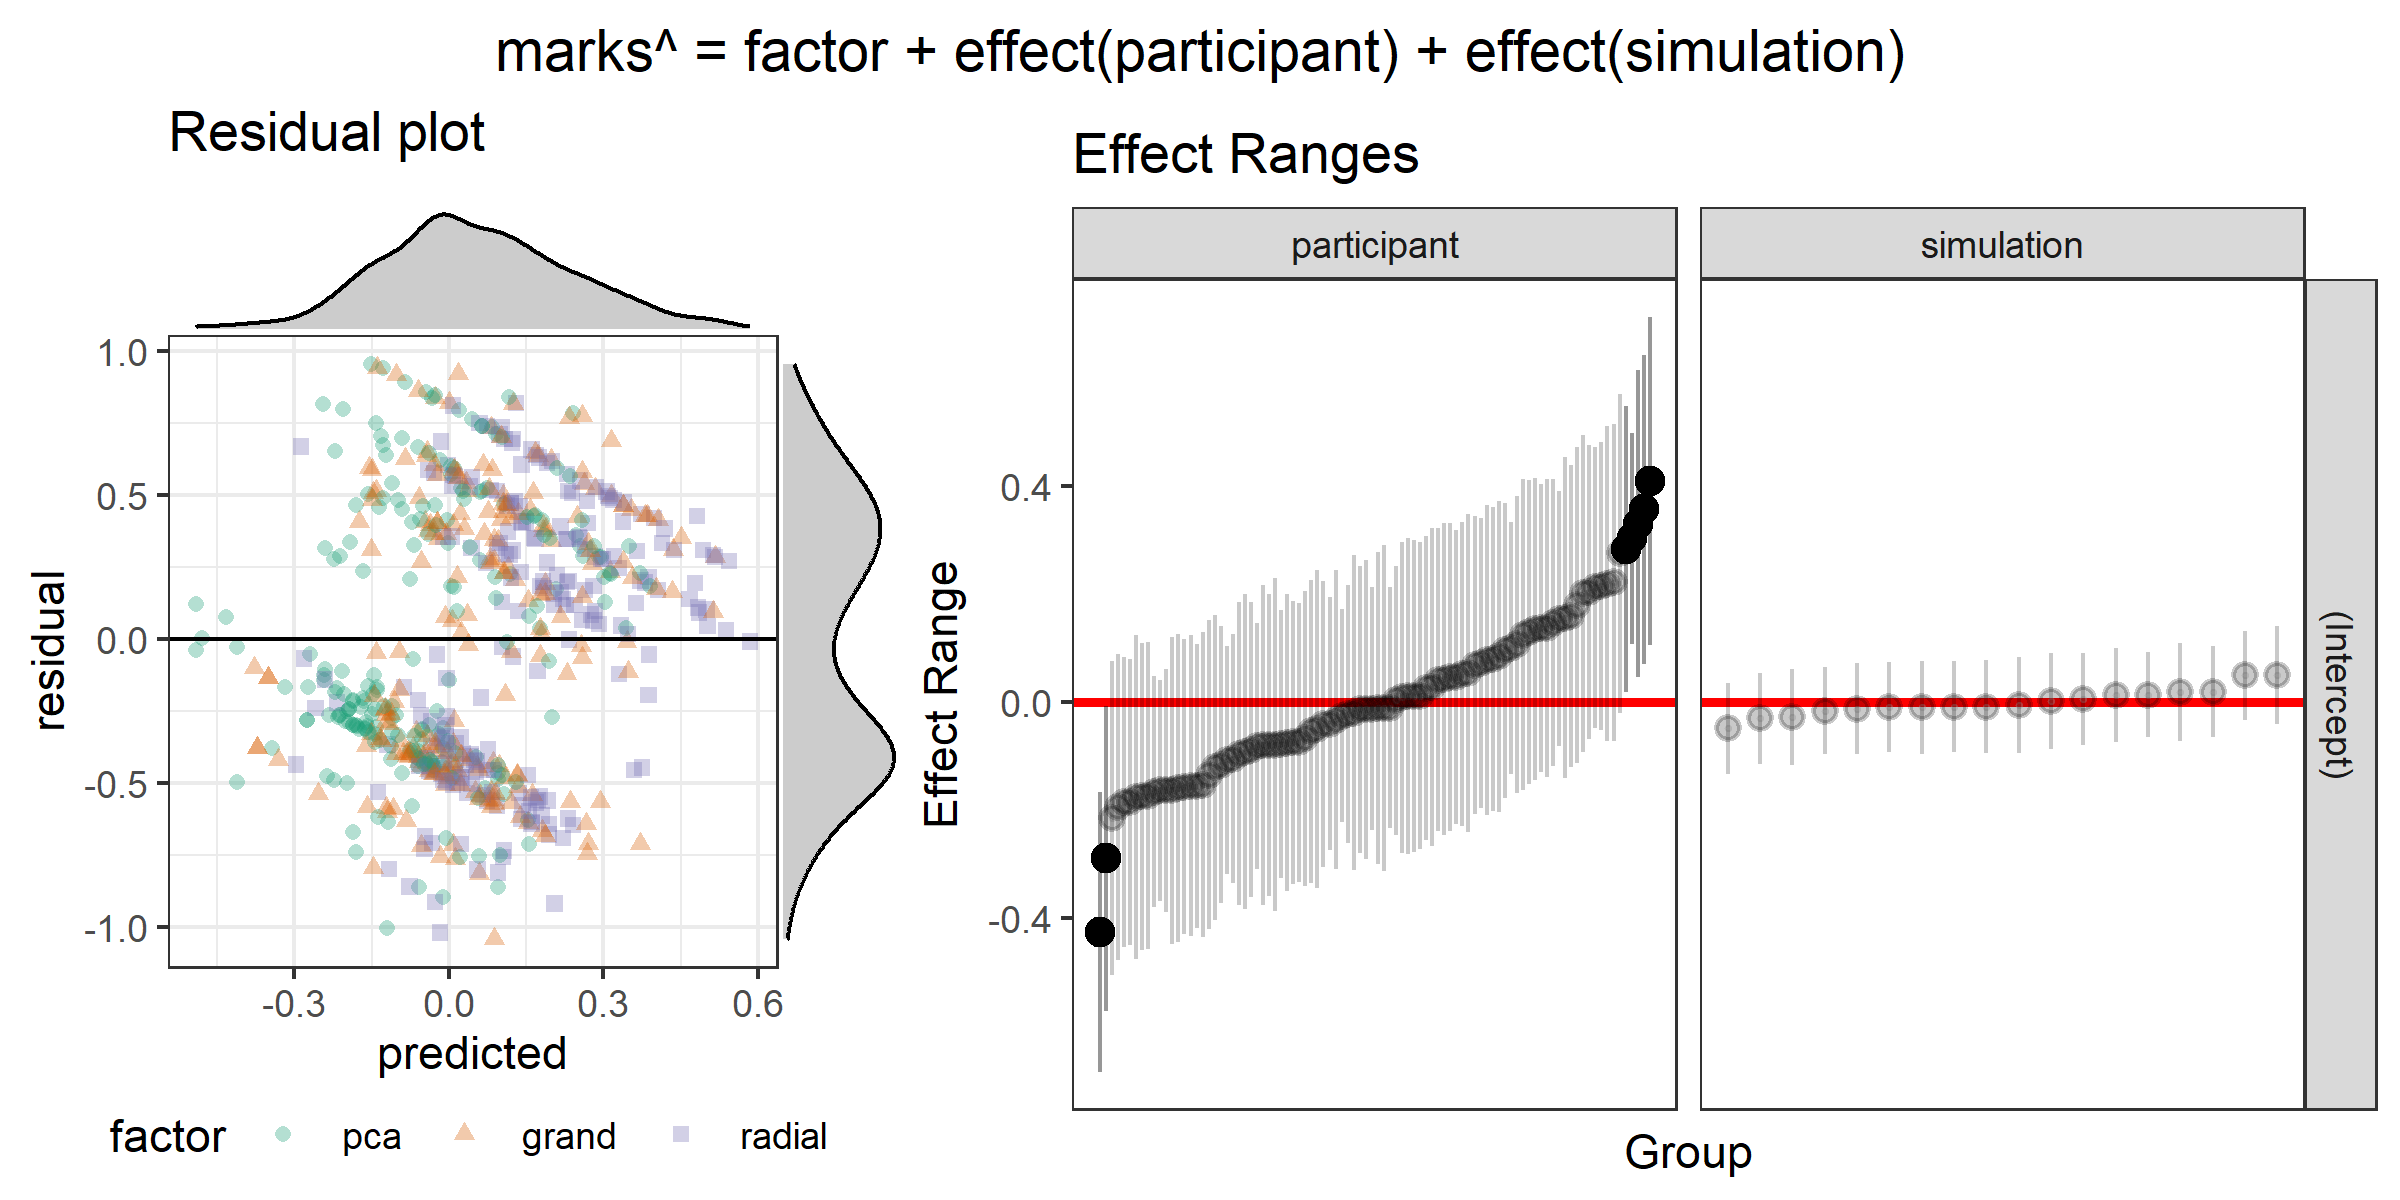 marks^ = factor + effect(participant) + effect(simulation)
Residual plot
1.0
0.5
0.0
-0.5
-1.0
residual
-0.3 0.0 0.3 0.6
predicted
factor pca grand radial
Effect Ranges
participant simulation
0.4
0.0
-0.4
Effect Range
(Intercept)
Group